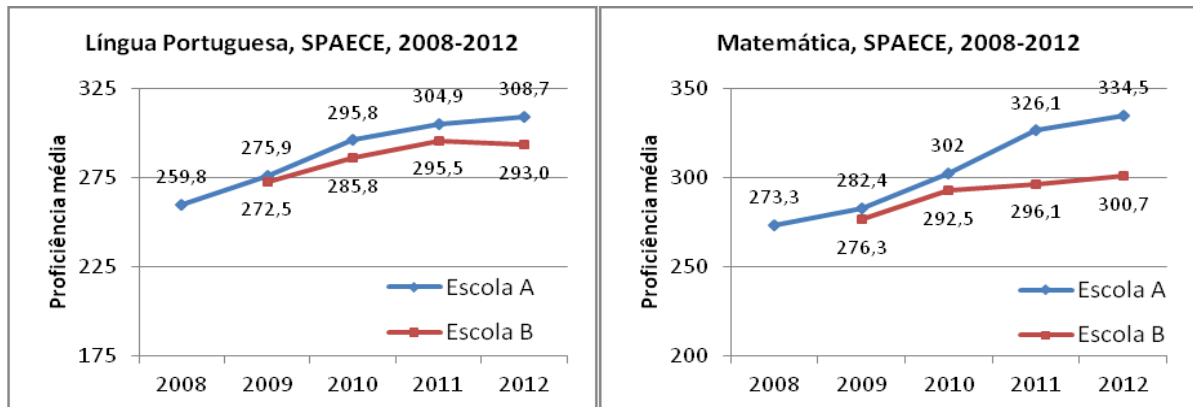 Língua Portuguesa, SPAECE, 2008-2012
Proficiência média
325
275
225
175
259,8
275,9
295,8
304,9
308,7
272,5
285,8
295,5
293,0
Escola A
Escola B
2008 2009 2010 2011 2012
Matemática, SPAECE, 2008-2012
Proficiência média
350
300
250
200
273,3
282,4
302
326,1
334,5
276,3
292,5
296,1
300,7
Escola A
Escola B
2008 2009 2010 2011 2012